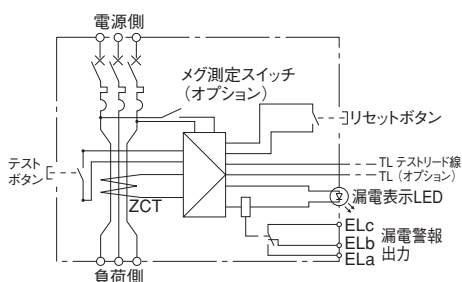 電源側
メグ測定スイッチ
(オプション)
リセットボタン
テスト
ボタン
TL テストリード線
TL (オプション)
漏電表示LED
ZCT
ELc
ELb
ELa
漏電警報
出力
負荷側